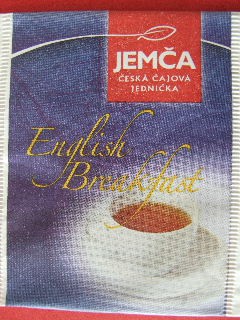 JEMČA
ČESKÁ ČAJOVÁ
JEDNIČKA
English
Breakfast